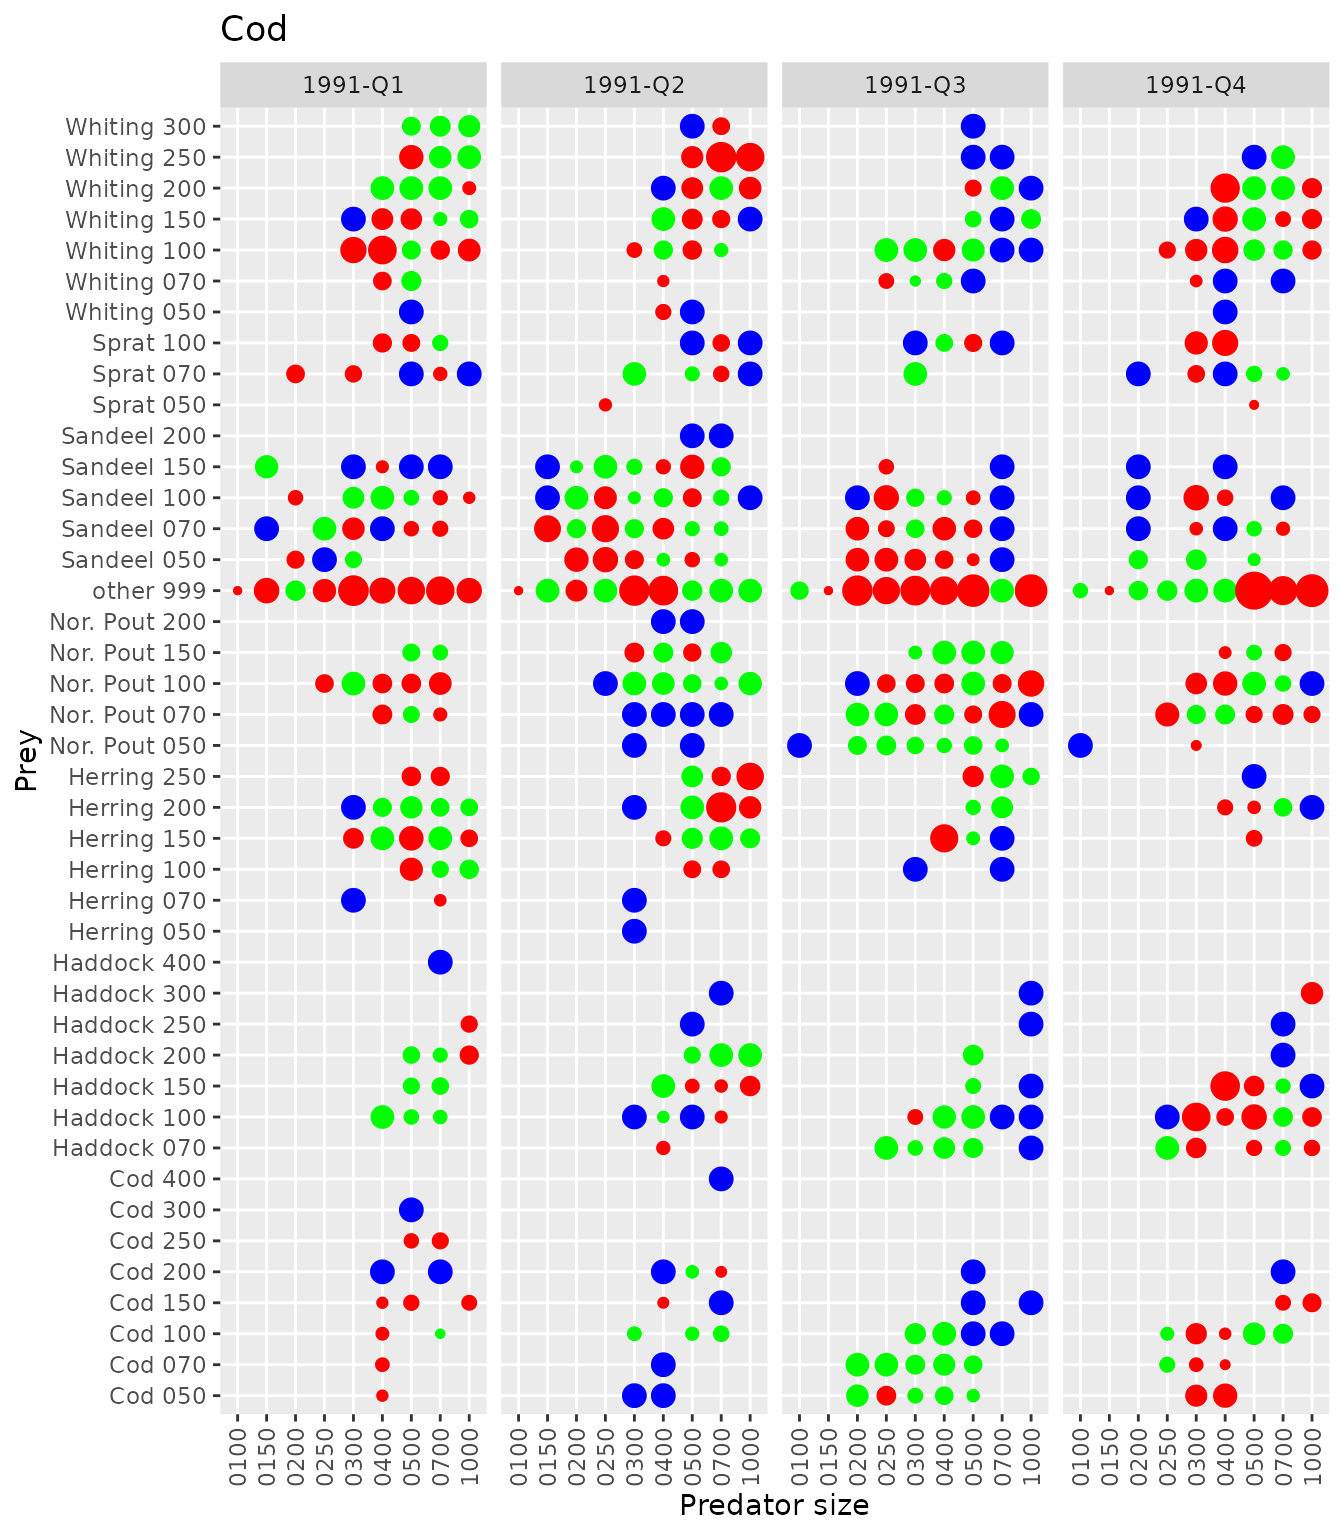 Cod
1991-Q1 1991-Q2 1991-Q3 1991-Q4
Whiting 300
Whiting 250
Whiting 200
Whiting 150
Whiting 100
Whiting 070
Whiting 050
Sprat 100
Sprat 070
Sprat 050
Sandeel 200
Sandeel 150
Sandeel 100
Sandeel 070
Sandeel 050
other 999
Nor. Pout 200
Nor. Pout 150
Nor. Pout 100
Nor. Pout 070
Nor. Pout 050
Herring 250
Herring 200
Herring 150
Herring 100
Herring 070
Herring 050
Haddock 400
Haddock 300
Haddock 250
Haddock 200
Haddock 150
Haddock 100
Haddock 070
Cod 400
Cod 300
Cod 250
Cod 200
Cod 150
Cod 100
Cod 070
Cod 050
Prey
0100 0150 0200 0250 0300 0400 0500 0700 1000 0100 0150 0200 0250 0300 0400 0500 0700 1000 0100 0150 0200 0250 0300 0400 0500 0700 1000 0100 0150 0200 0250 0300 0400 0500 0700 1000
Predator size